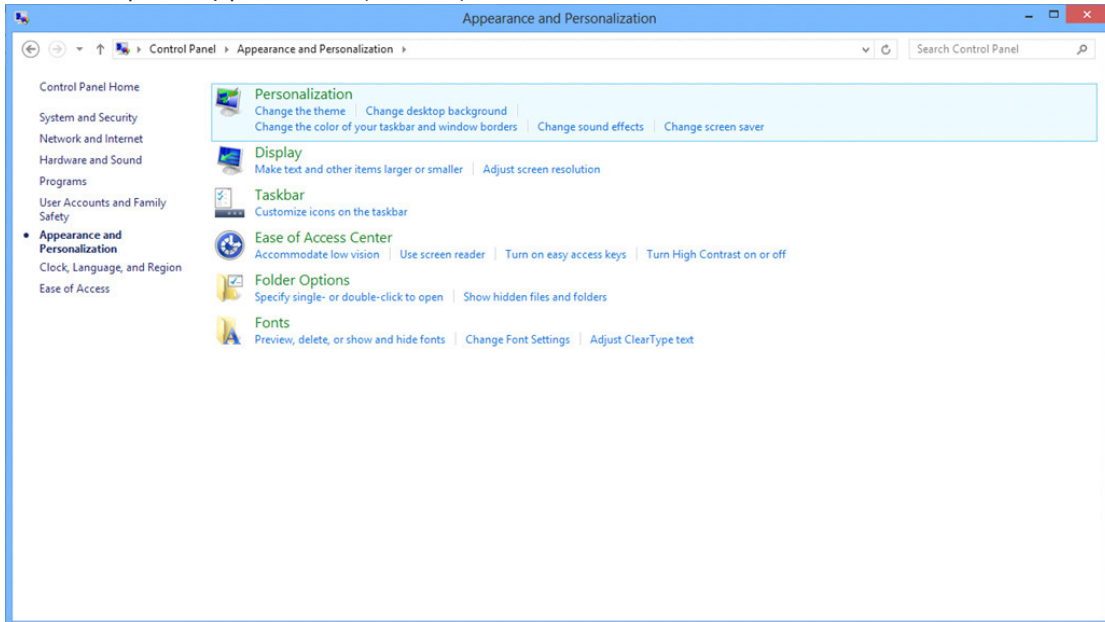 Appearance and Personalization
Control Panel Appearance and Personalization
Search Control Panel
Control Panel Home
System and Security
Network and Internet
Hardware and Sound
Programs
User Accounts and Family
Safety
Appearance and
Personalization
Clock, Language, and Region
Ease of Access
Personalization
Change the theme Change desktop background
Change the color of your taskbar and window borders Change sound effects Change screen saver
Display
Make text and other items larger or smaller Adjust screen resolution
Taskbar
Customize icons on the taskbar
Ease of Access Center
Accommodate low vision Use screen reader Turn on easy access keys Turn High Contrast on or off
Folder Options
Specify single- or double-click to open Show hidden files and folders
Fonts
Preview, delete, or show and hide fonts Change Font Settings Adjust ClearType text